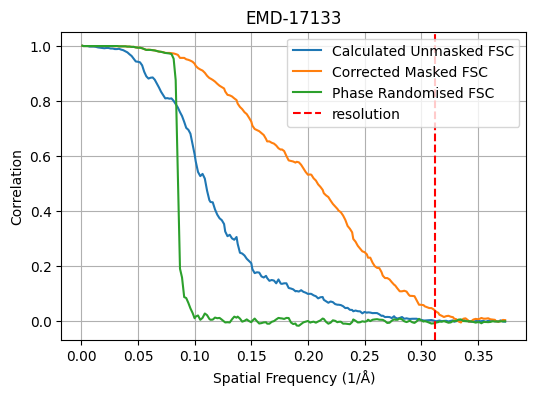 EMD-17133
Calculated Unmasked FSC
Corrected Masked FSC
Phase Randomised FSC
resolution
Correlation
1.0
0.8
0.6
0.4
0.2
0.0
0.00 0.05 0.10 0.15 0.20 0.25 0.30 0.35
Spatial Frequency (1/Å)